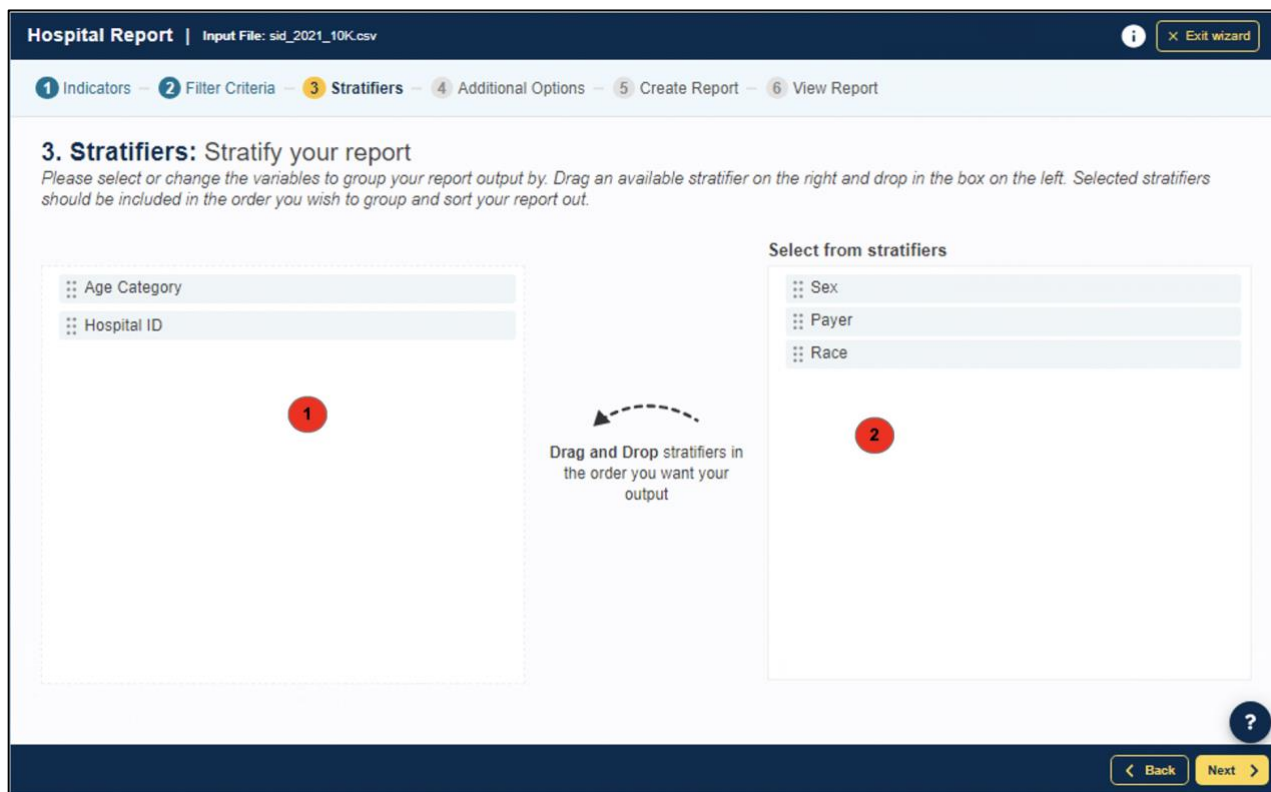 Hospital Report | Input File: sid_2021_10K.csv
i
× Exit wizard
1 Indicators – 2 Filter Criteria – 3 Stratifiers – 4 Additional Options – 5 Create Report – 6 View Report
3. Stratifiers: Stratify your report
Please select or change the variables to group your report output by. Drag an available stratifier on the right and drop in the box on the left. Selected stratifiers
should be included in the order you wish to group and sort your report out.
Age Category
Hospital ID
1
Drag and Drop stratifiers in
the order you want your
output
Select from stratifiers
Sex
Payer
Race
2
?
Back
Next